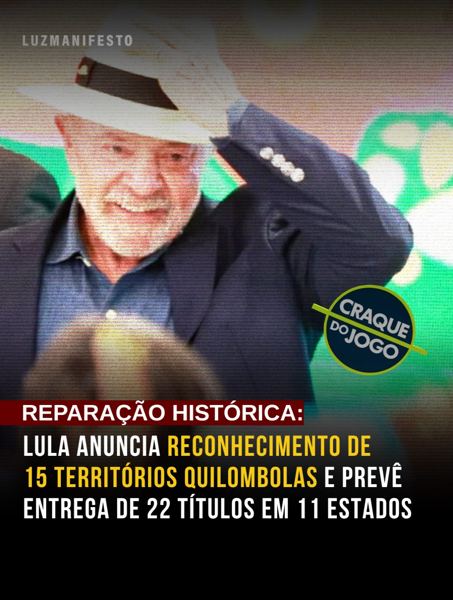 LUZMANIFESTO
CRAQUE
DO JOGO
REPARAÇÃO HISTÓRICA:
LULA ANUNCIA RECONHECIMENTO DE
15 TERRITÓRIOS QUILOMBOLAS E PREVÊ
ENTREGA DE 22 TÍTULOS EM 11 ESTADOS